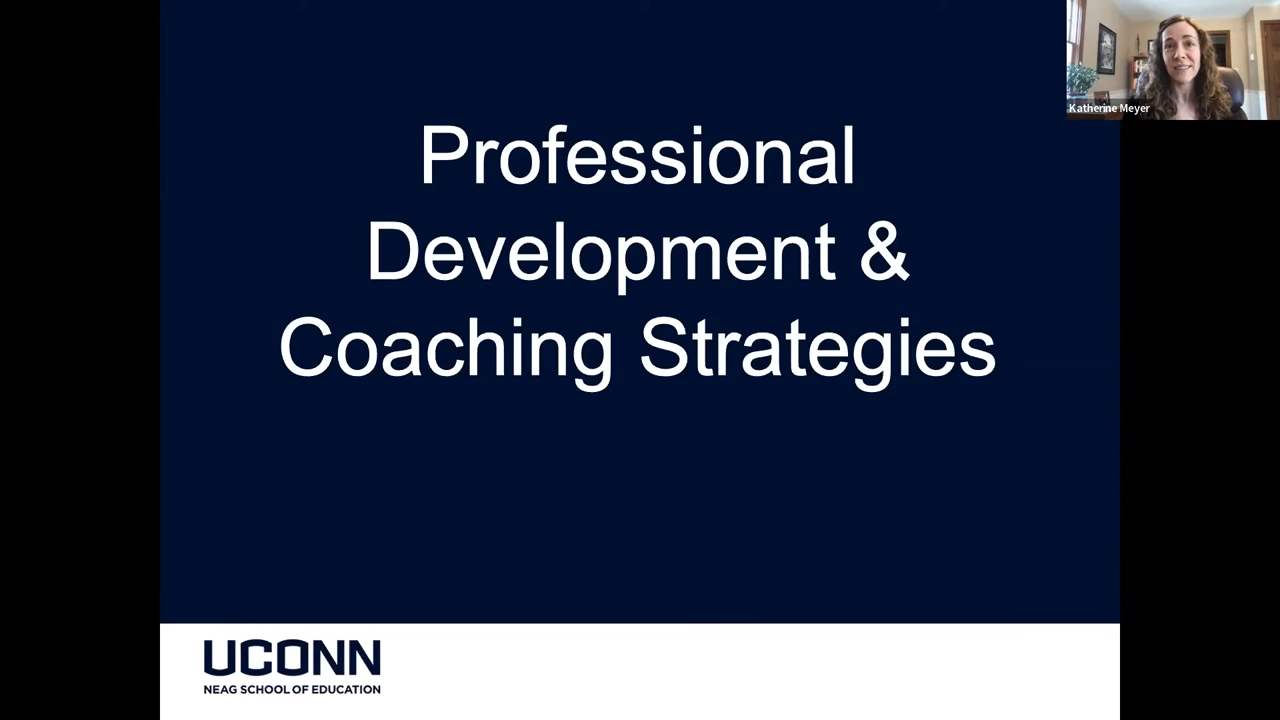 Professional
Development &
Coaching Strategies
Katherine Meyer
UCONN
NEAG SCHOOL OF EDUCATION